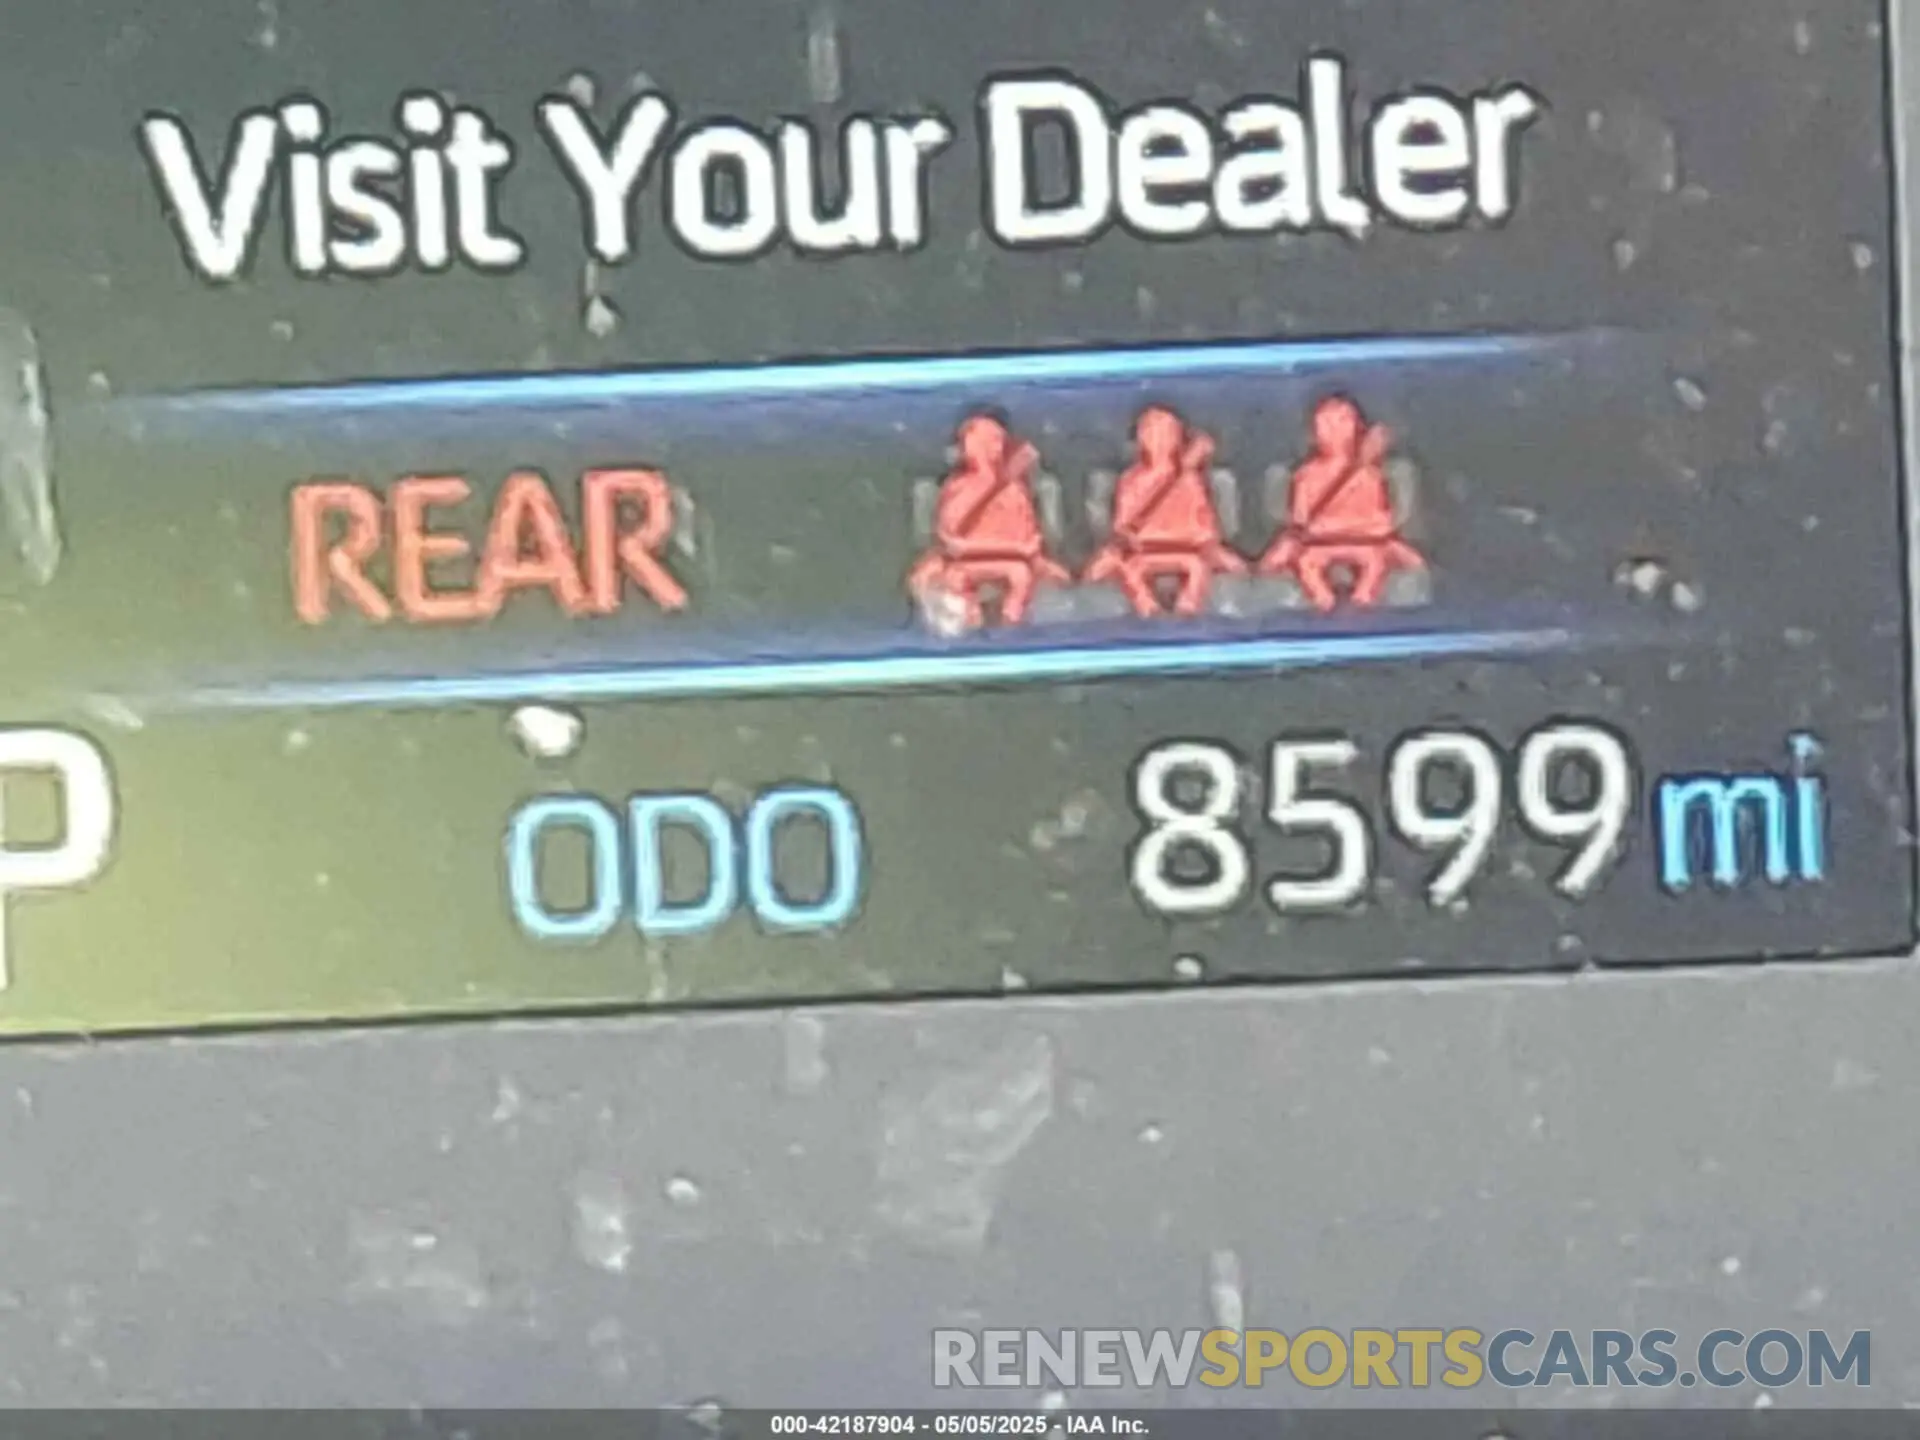 Visit Your Dealer
REAR
P ODO 8599 mi
RENEWSPORTSCARS.COM
000-42187904 - 05/05/2025 - IAA Inc.